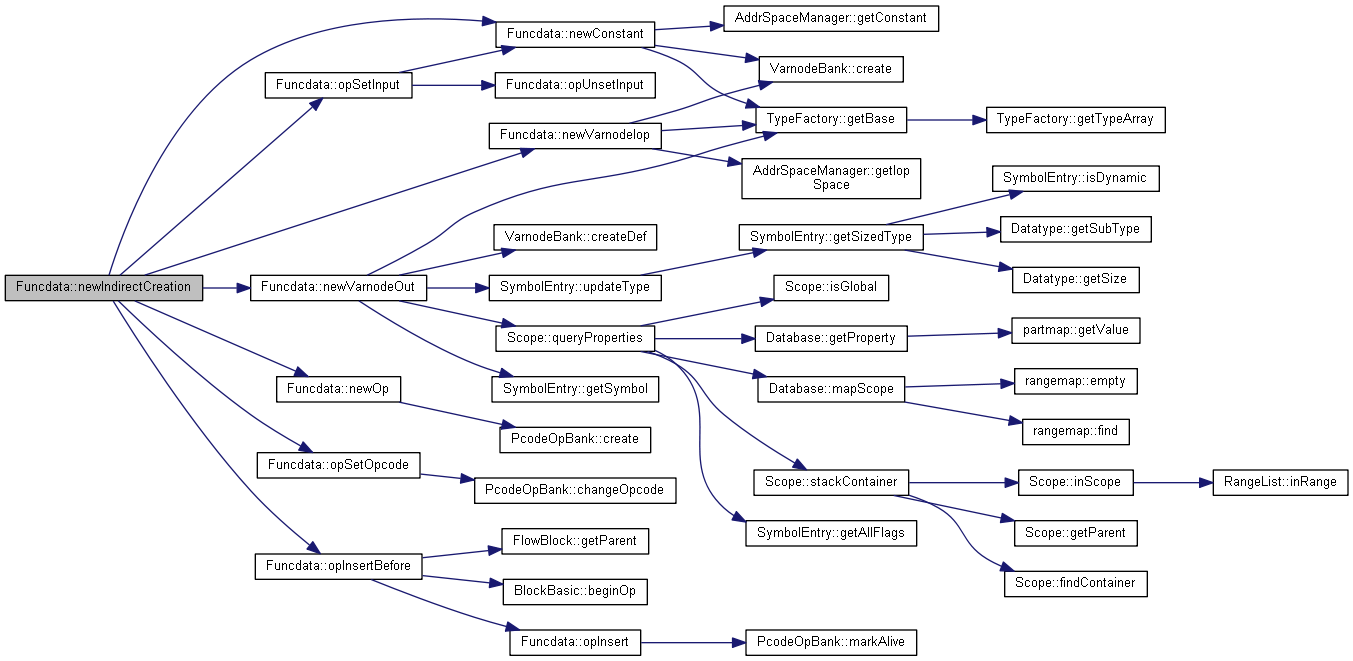 Funcdata::newIndirectCreation
Funcdata::newConstant
AddrSpaceManager::getConstant
VarnodeBank::create
Funcdata::opSetInput
Funcdata::opUnsetInput
TypeFactory::getBase
TypeFactory::getTypeArray
Funcdata::newVarnodeIop
AddrSpaceManager::getIop
Space
Funcdata::newVarnodeOut
VarnodeBank::createDef
SymbolEntry::updateType
SymbolEntry::getSizedType
SymbolEntry::isDynamic
Datatype::getSubType
Datatype::getSize
Scope::queryProperties
Scope::isGlobal
Database::getProperty
partmap::getValue
Database::mapScope
rangemap::empty
rangemap::find
Scope::stackContainer
Scope::inScope
RangeList::inRange
Scope::getParent
Scope::findContainer
SymbolEntry::getAllFlags
SymbolEntry::getSymbol
Funcdata::newOp
PcodeOpBank::create
Funcdata::opSetOpcode
PcodeOpBank::changeOpcode
Funcdata::opInsertBefore
FlowBlock::getParent
BlockBasic::beginOp
Funcdata::opInsert
PcodeOpBank::markAlive